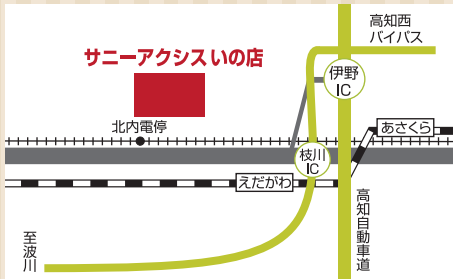 高知西
バイパス
サニーアクシスいの店
伊野
IC
北内電停
あさくら
枝川
IC
えだがわ
高知自動車道
至波川